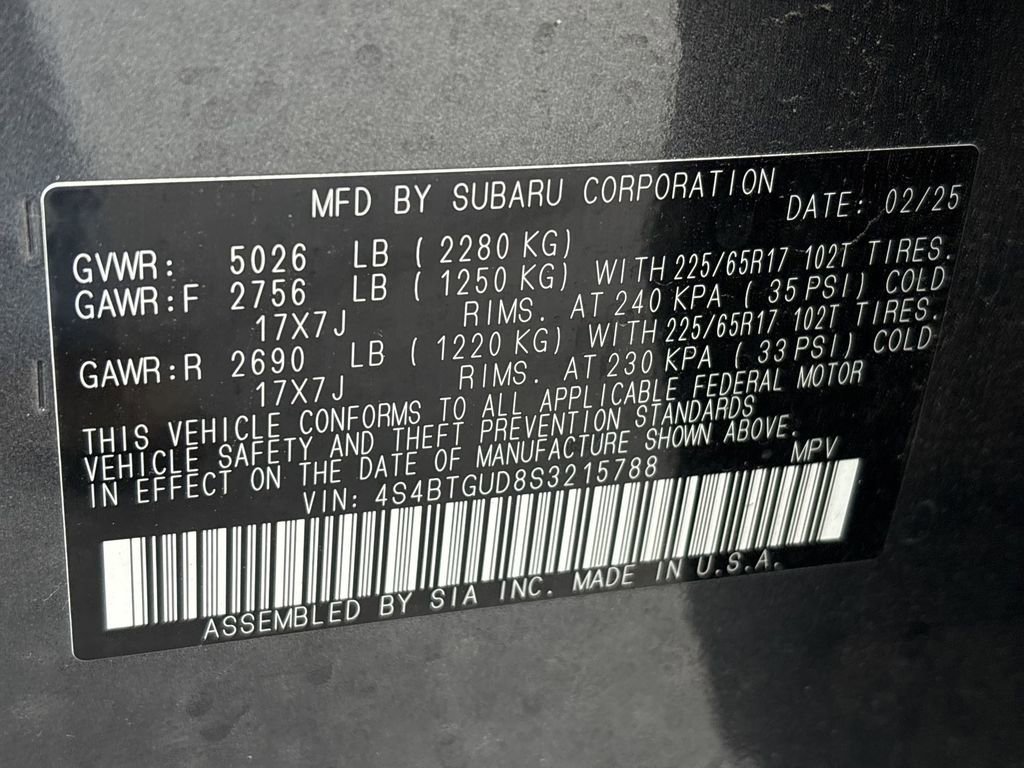 MFD BY SUBARU CORPORATION DATE: 02/25
GVWR: 5026 LB ( 2280 KG)
GAWR:F 2756 LB ( 1250 KG) WITH 225/65R17 102T TIRES.
17X7J RIMS. AT 240 KPA ( 35 PSI) COLD
GAWR:R 2690 LB ( 1220 KG) WITH 225/65R17 102T TIRES.
17X7J RIMS. AT 230 KPA ( 33 PSI) COLD
THIS VEHICLE CONFORMS TO ALL APPLICABLE FEDERAL MOTOR
VEHICLE SAFETY AND THEFT PREVENTION STANDARDS
IN EFFECT ON THE DATE OF MANUFACTURE SHOWN ABOVE.
VIN: 4S4BTGUD8S3215788 MPV
ASSEMBLED BY SIA INC. MADE IN U.S.A.